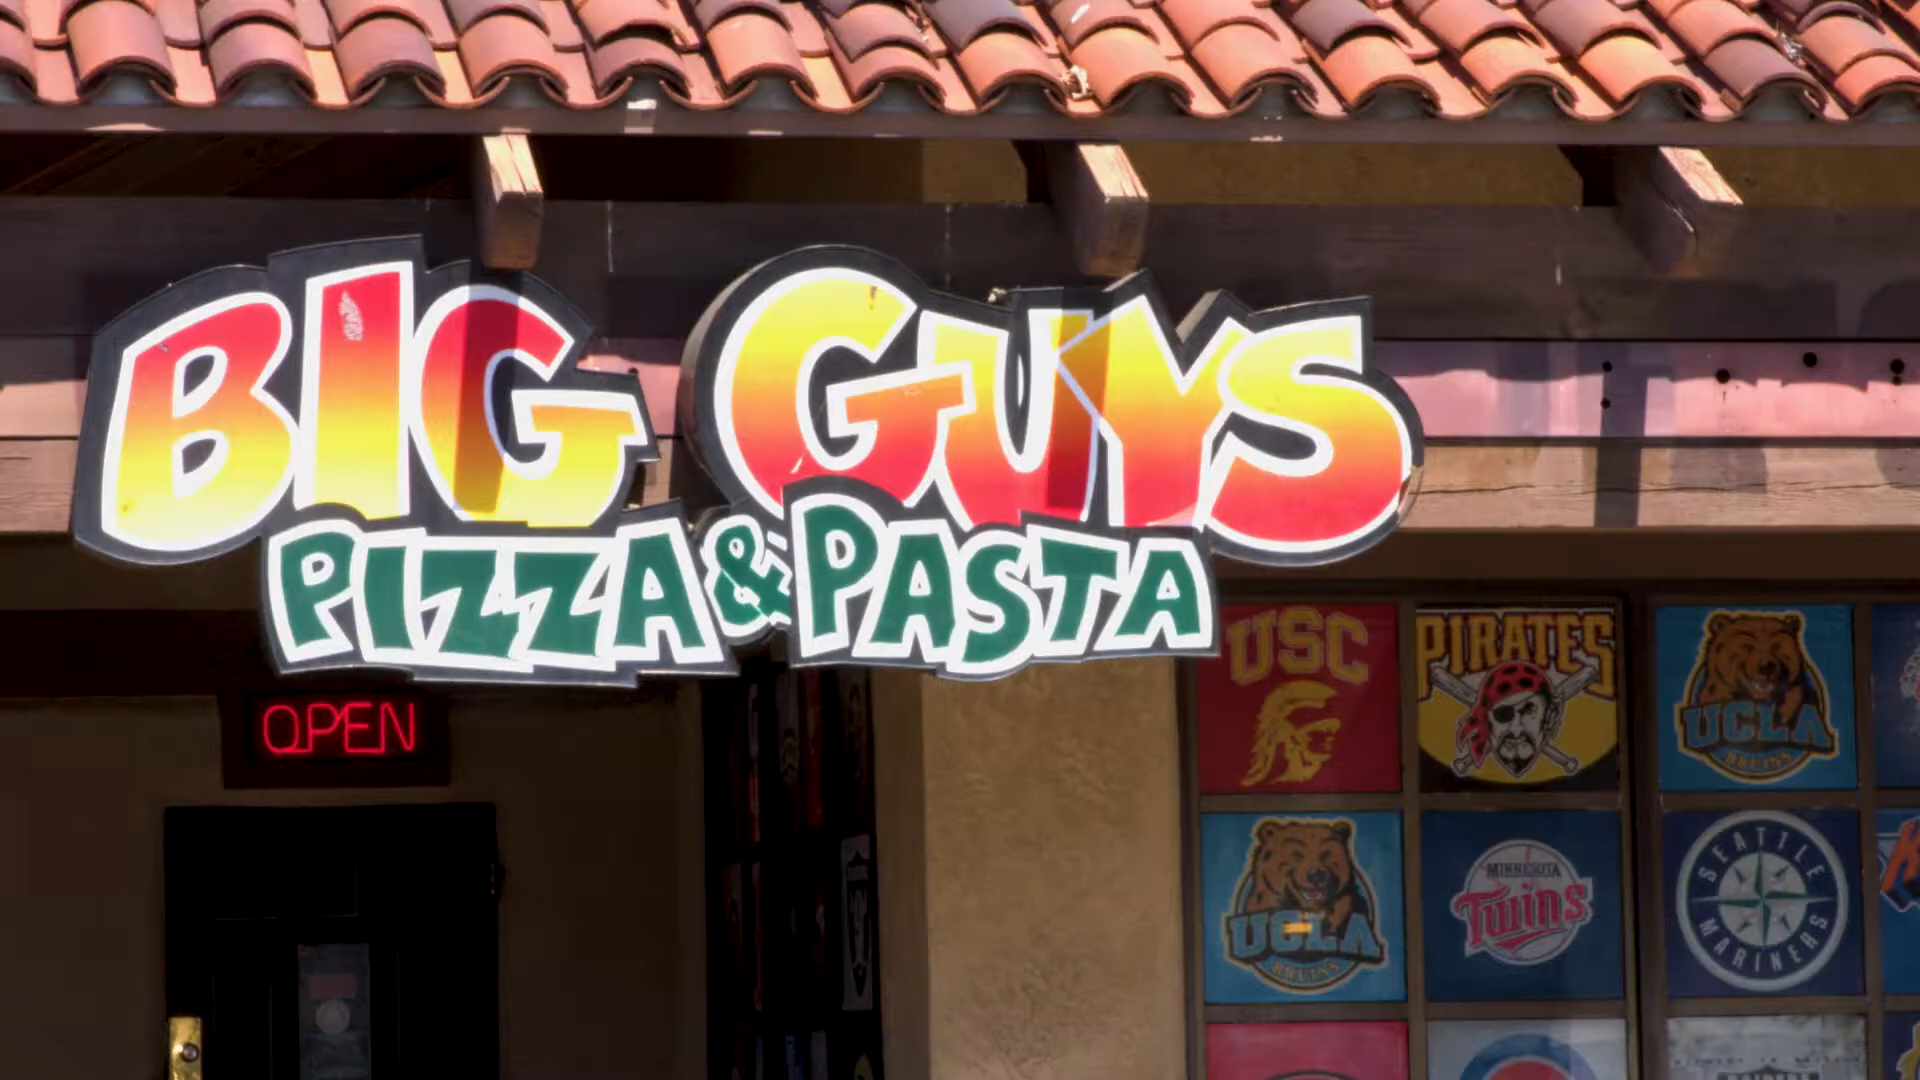 BIG GUYS
PIZZA & PASTA
OPEN
USC
PIRATES
UCLA
BRUINS
UCLA
BRUINS
MINNESOTA
Twins
SEATTLE
MARINERS